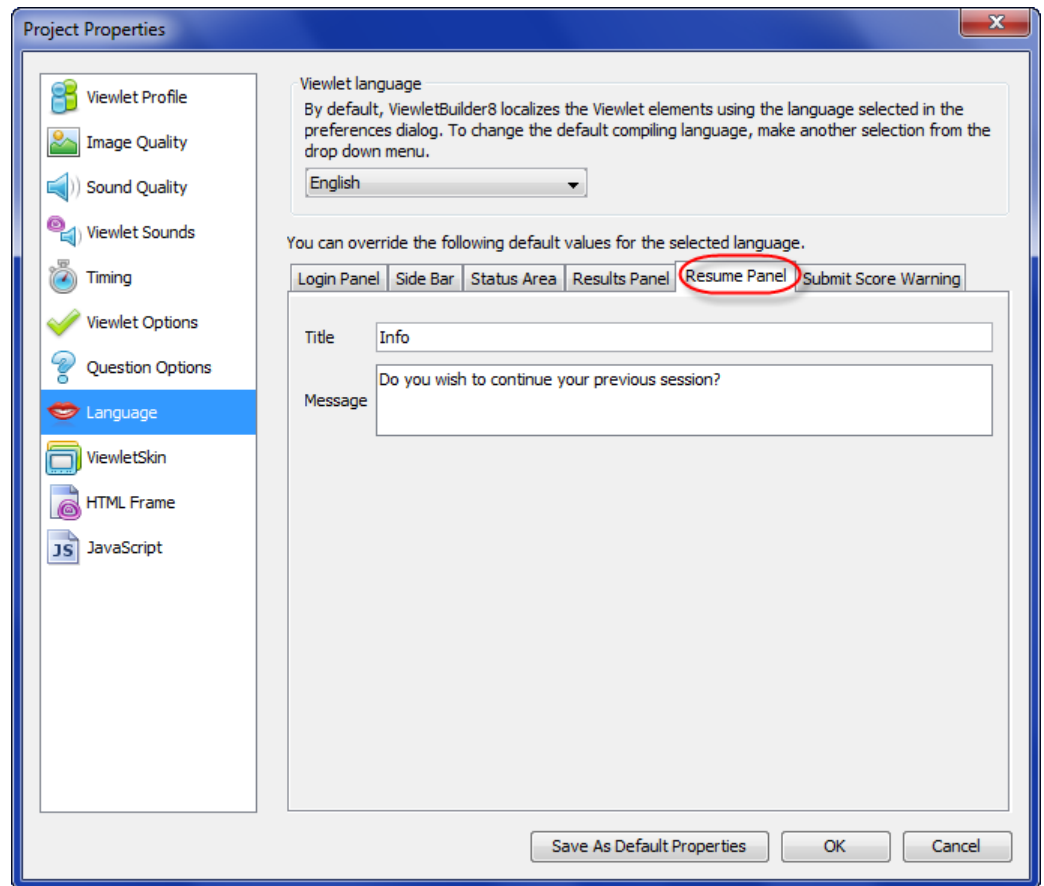 Project Properties
X
Viewlet Profile
Image Quality
Sound Quality
Viewlet Sounds
Timing
Viewlet Options
Question Options
Language
ViewletSkin
HTML Frame
JS JavaScript
Viewlet language
By default, ViewletBuilder8 localizes the Viewlet elements using the language selected in the
preferences dialog. To change the default compiling language, make another selection from the
drop down menu.
English
You can override the following default values for the selected language.
Login Panel Side Bar Status Area Results Panel Resume Panel Submit Score Warning
Title Info
Do you wish to continue your previous session?
Message
Save As Default Properties OK Cancel